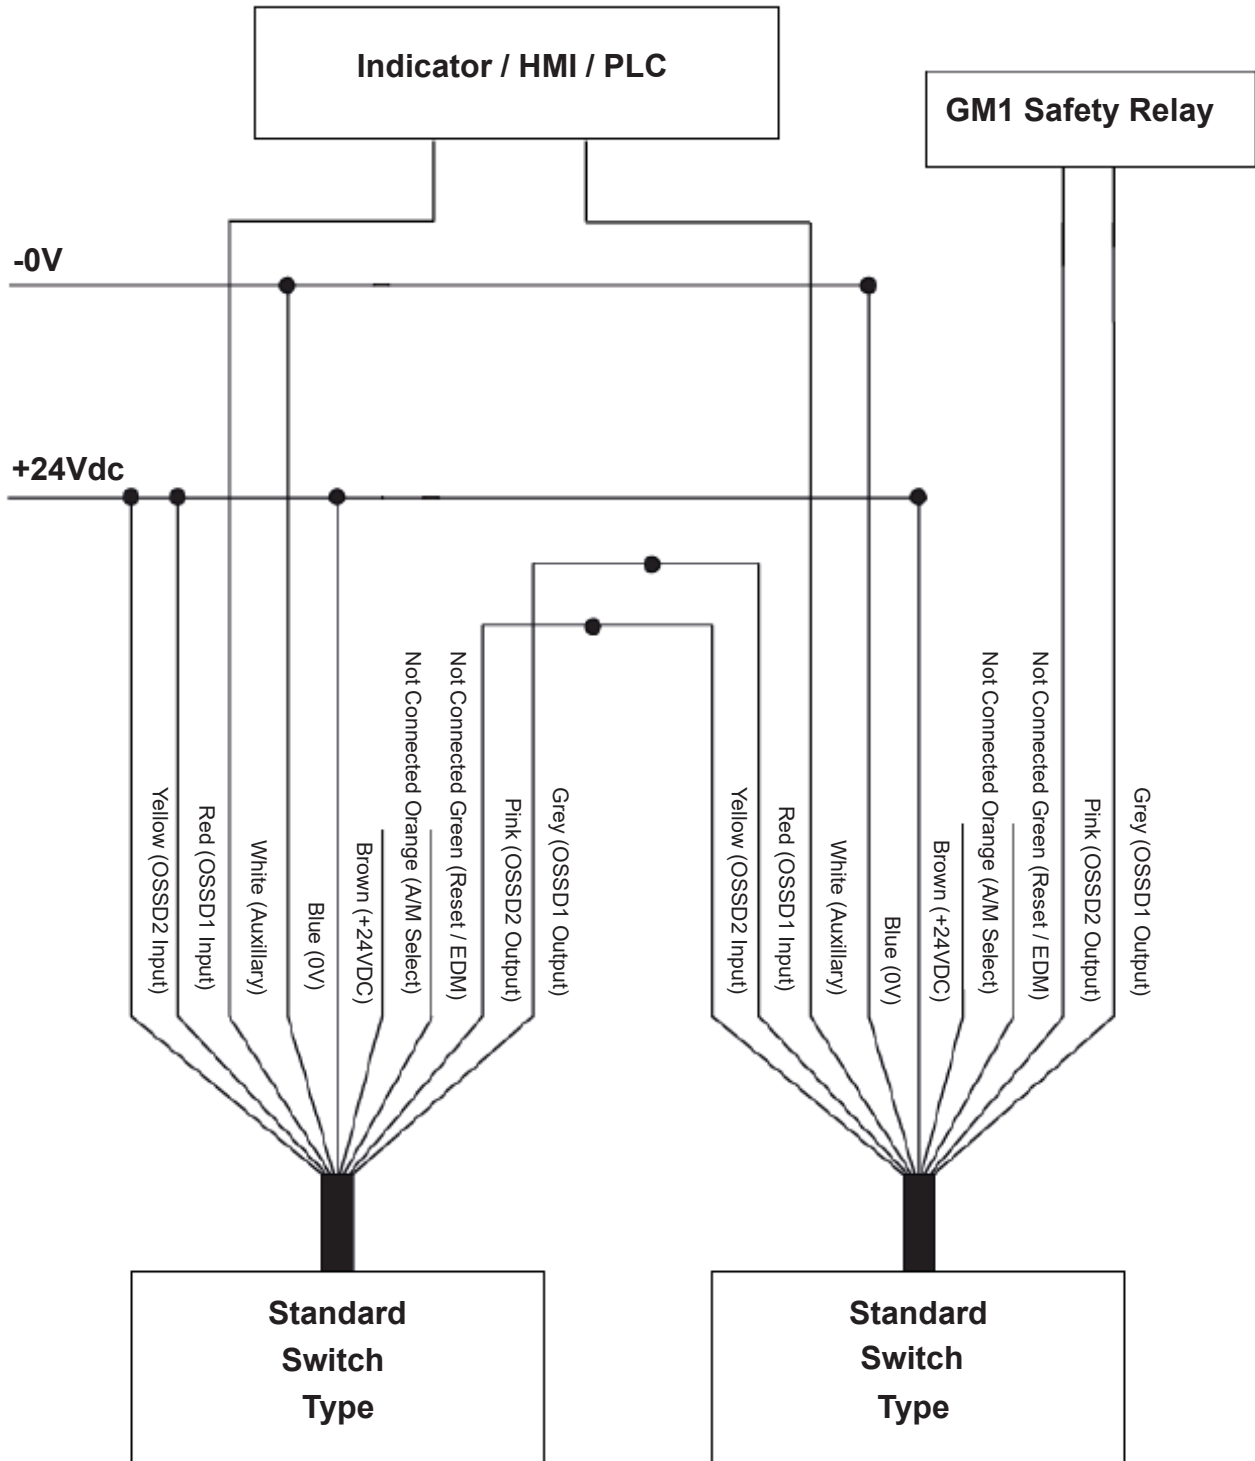 Indicator / HMI / PLC
GM1 Safety Relay
-0V
+24Vdc
Yellow (OSSD2 Input)
Red (OSSD1 Input)
White (Auxillary)
Blue (0V)
Brown (+24VDC)
Not Connected Orange (A/M Select)
Not Connected Green (Reset / EDM)
Pink (OSSD2 Output)
Grey (OSSD1 Output)
Yellow (OSSD2 Input)
Red (OSSD1 Input)
White (Auxillary)
Blue (0V)
Brown (+24VDC)
Not Connected Orange (A/M Select)
Not Connected Green (Reset / EDM)
Pink (OSSD2 Output)
Grey (OSSD1 Output)
Standard
Switch
Type
Standard
Switch
Type